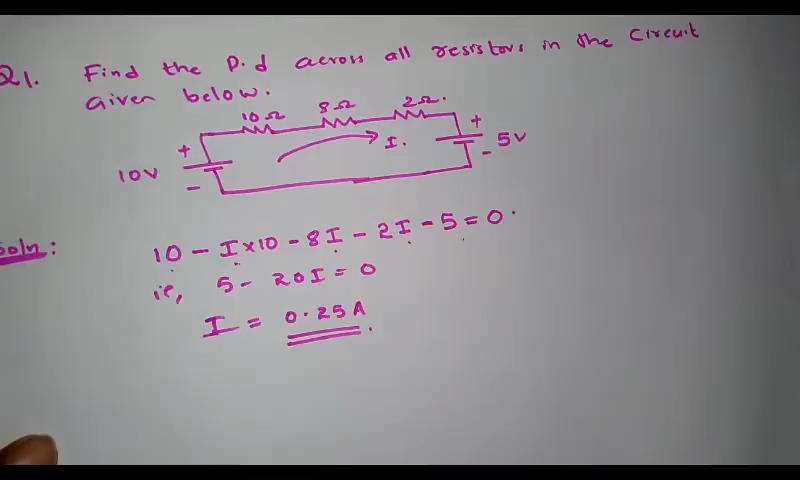 Q1. Find the P.d across all resistors in the Circuit
given below.
10Ω 8Ω 2Ω
+ +
10V I. 5V
- -
Soln:
10 - I×10 - 8I - 2I - 5 = 0.
ie, 5 - 20I = 0
I = 0.25A.